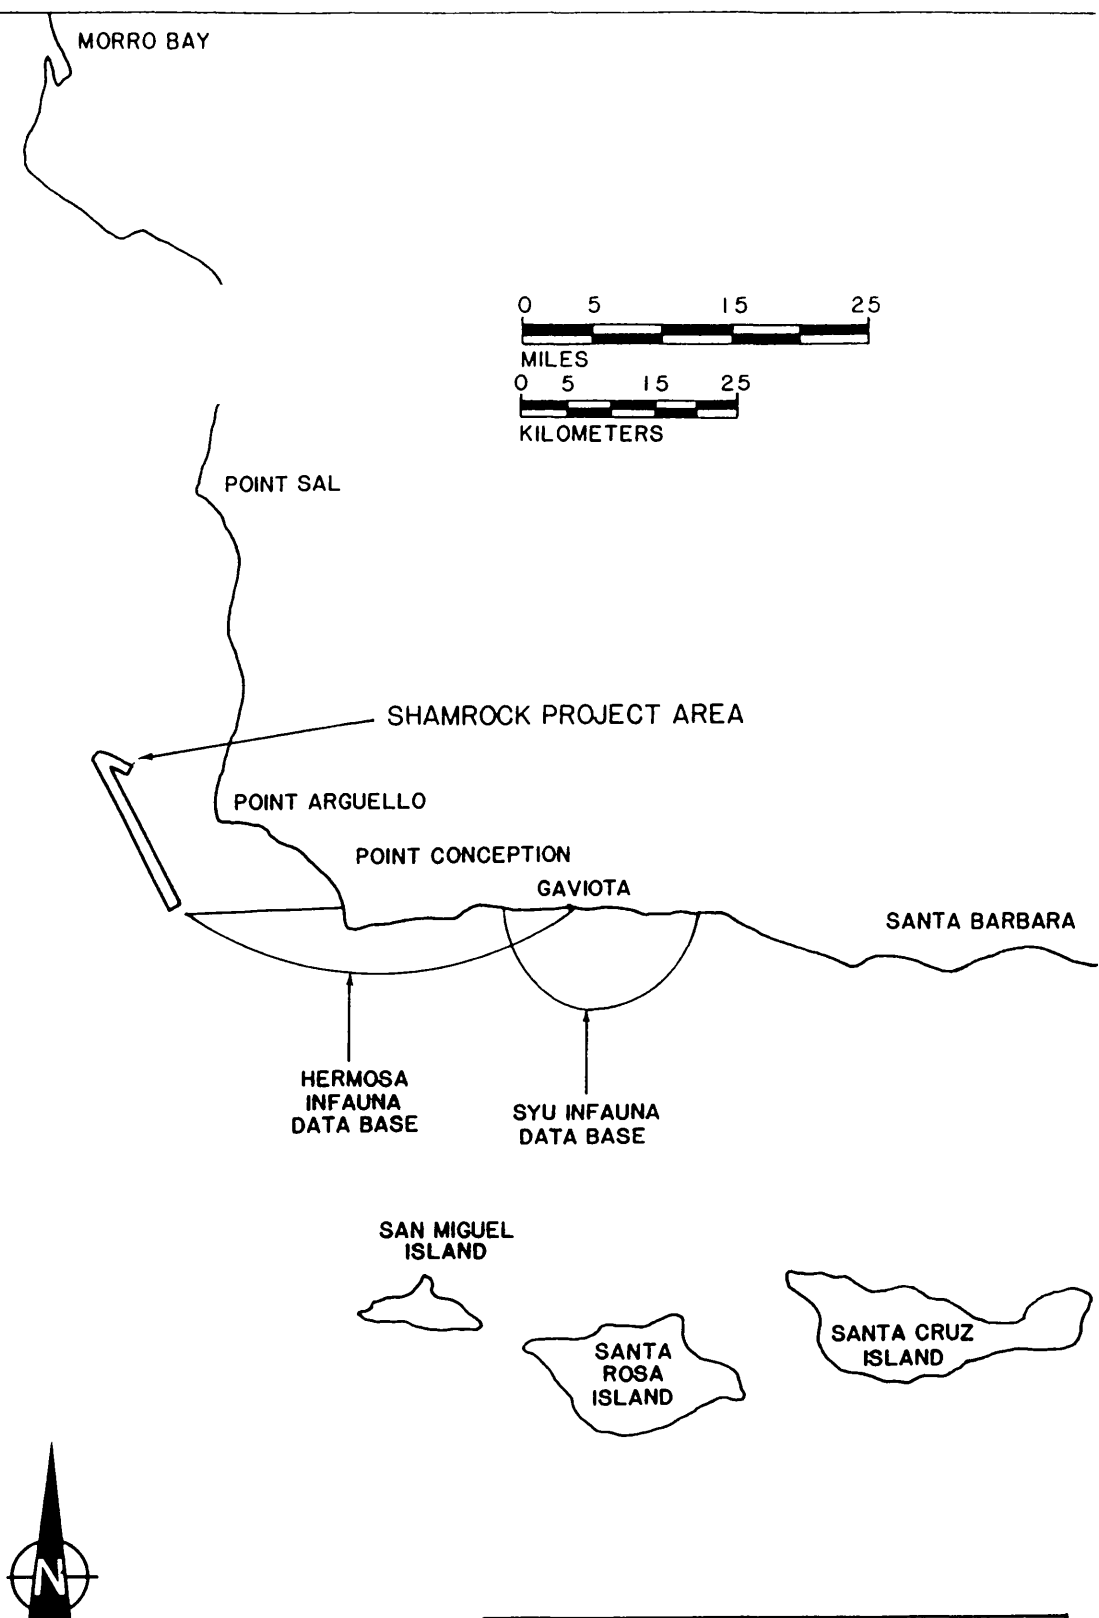 MORRO BAY
0 5 15 25
MILES
0 5 15 25
KILOMETERS
POINT SAL
SHAMROCK PROJECT AREA
POINT ARGUELLO
POINT CONCEPTION
GAVIOTA
SANTA BARBARA
HERMOSA
INFAUNA
DATA BASE
SYU INFAUNA
DATA BASE
SAN MIGUEL
ISLAND
SANTA
ROSA
ISLAND
SANTA CRUZ
ISLAND
N